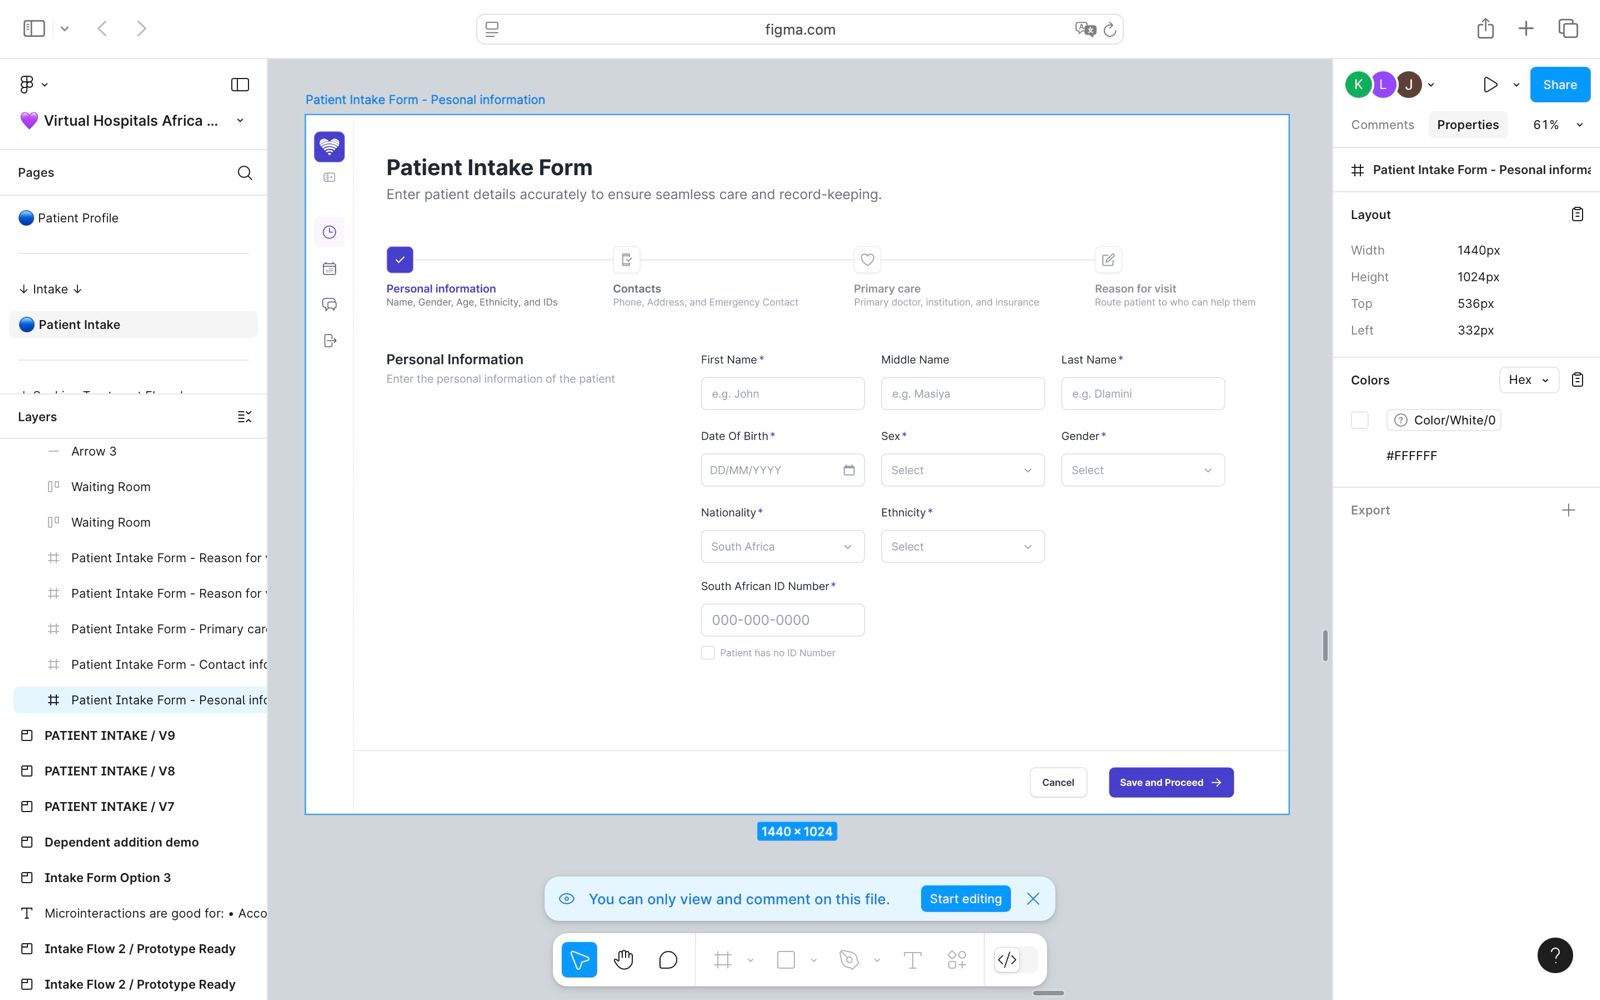 figma.com
Virtual Hospitals Africa ...
Pages
Patient Profile
↓ Intake ↓
Patient Intake
Layers
Arrow 3
Waiting Room
Waiting Room
Patient Intake Form - Reason for
Patient Intake Form - Reason for
Patient Intake Form - Primary car
Patient Intake Form - Contact info
Patient Intake Form - Pesonal info
PATIENT INTAKE / V9
PATIENT INTAKE / V8
PATIENT INTAKE / V7
Dependent addition demo
Intake Form Option 3
Microinteractions are good for: • Acco
Intake Flow 2 / Prototype Ready
Intake Flow 2 / Prototype Ready
Patient Intake Form - Pesonal information
Patient Intake Form
Enter patient details accurately to ensure seamless care and record-keeping.
Personal information
Name, Gender, Age, Ethnicity, and IDs
Contacts
Phone, Address, and Emergency Contact
Primary care
Primary doctor, institution, and insurance
Reason for visit
Route patient to who can help them
Personal Information
Enter the personal information of the patient
First Name* Middle Name Last Name*
e.g. John e.g. Masiya e.g. Dlamini
Date Of Birth* Sex* Gender*
DD/MM/YYYY Select Select
Nationality* Ethnicity*
South Africa Select
South African ID Number*
000-000-0000
Patient has no ID Number
Cancel Save and Proceed →
1440 × 1024
You can only view and comment on this file. Start editing
K L J Share
Comments Properties 61%
Patient Intake Form - Pesonal informa
Layout
Width 1440px
Height 1024px
Top 536px
Left 332px
Colors Hex
Color/White/0
#FFFFFF
Export
?